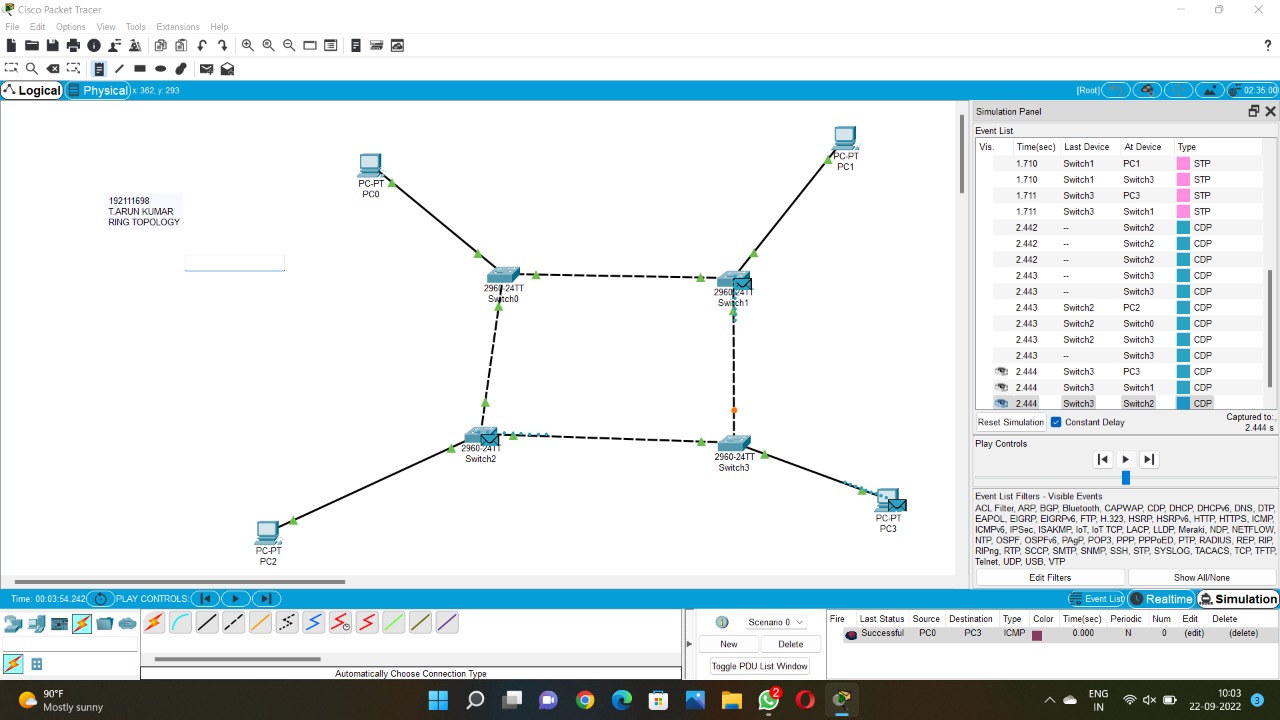 Cisco Packet Tracer
File Edit Options View Tools Extensions Help
?
Logical Physical x: 362, y: 293 [Root] 02:35:00
PC-PT
PC0
PC-PT
PC1
192111698
T.ARUN KUMAR
RING TOPOLOGY
2960-24TT
Switch0
2960-24TT
Switch1
2960-24TT
Switch2
2960-24TT
Switch3
PC-PT
PC3
PC-PT
PC2
Simulation Panel
Event List
Vis. Time(sec) Last Device At Device Type
1.710 Switch1 PC1 STP
1.710 Switch1 Switch3 STP
1.711 Switch3 PC3 STP
1.711 Switch3 Switch1 STP
2.442 -- Switch2 CDP
2.442 -- Switch2 CDP
2.442 -- Switch2 CDP
2.442 -- Switch3 CDP
2.442 -- Switch3 CDP
2.443 Switch2 PC2 CDP
2.443 Switch2 Switch0 CDP
2.443 Switch2 Switch3 CDP
2.443 -- Switch3 CDP
2.444 Switch3 PC3 CDP
2.444 Switch3 Switch1 CDP
2.444 Switch3 Switch2 CDP
Reset Simulation Constant Delay Captured to:
2.444 s
Play Controls
Event List Filters - Visible Events
ACL Filter, ARP, BGP, Bluetooth, CAPWAP, CDP, DHCP, DHCPv6, DNS, DTP,
EAPOL, EIGRP, EIGRPv6, FTP, H.323, HSRP, HSRPv6, HTTP, HTTPS, ICMP,
ICMPv6, IPSec, ISAKMP, IoT, IoT TCP, LACP, LLDP, Meraki, NDP, NETFLOW,
NTP, OSPF, OSPFv6, PAgP, POP3, PPP, PPPoED, PTP, RADIUS, REP, RIP,
RIPng, RTP, SCCP, SMTP, SNMP, SSH, STP, SYSLOG, TACACS, TCP, TFTP,
Telnet, UDP, USB, VTP
Edit Filters Show All/None
Time: 00:03:54.242 PLAY CONTROLS: Event List Realtime Simulation
Automatically Choose Connection Type
Scenario 0
New Delete
Toggle PDU List Window
Fire Last Status Source Destination Type Color Time(sec) Periodic Num Edit Delete
Successful PC0 PC3 ICMP 0.000 N 0 (edit) (delete)
90°F
Mostly sunny
2
ENG
IN
10:03
22-09-2022
3